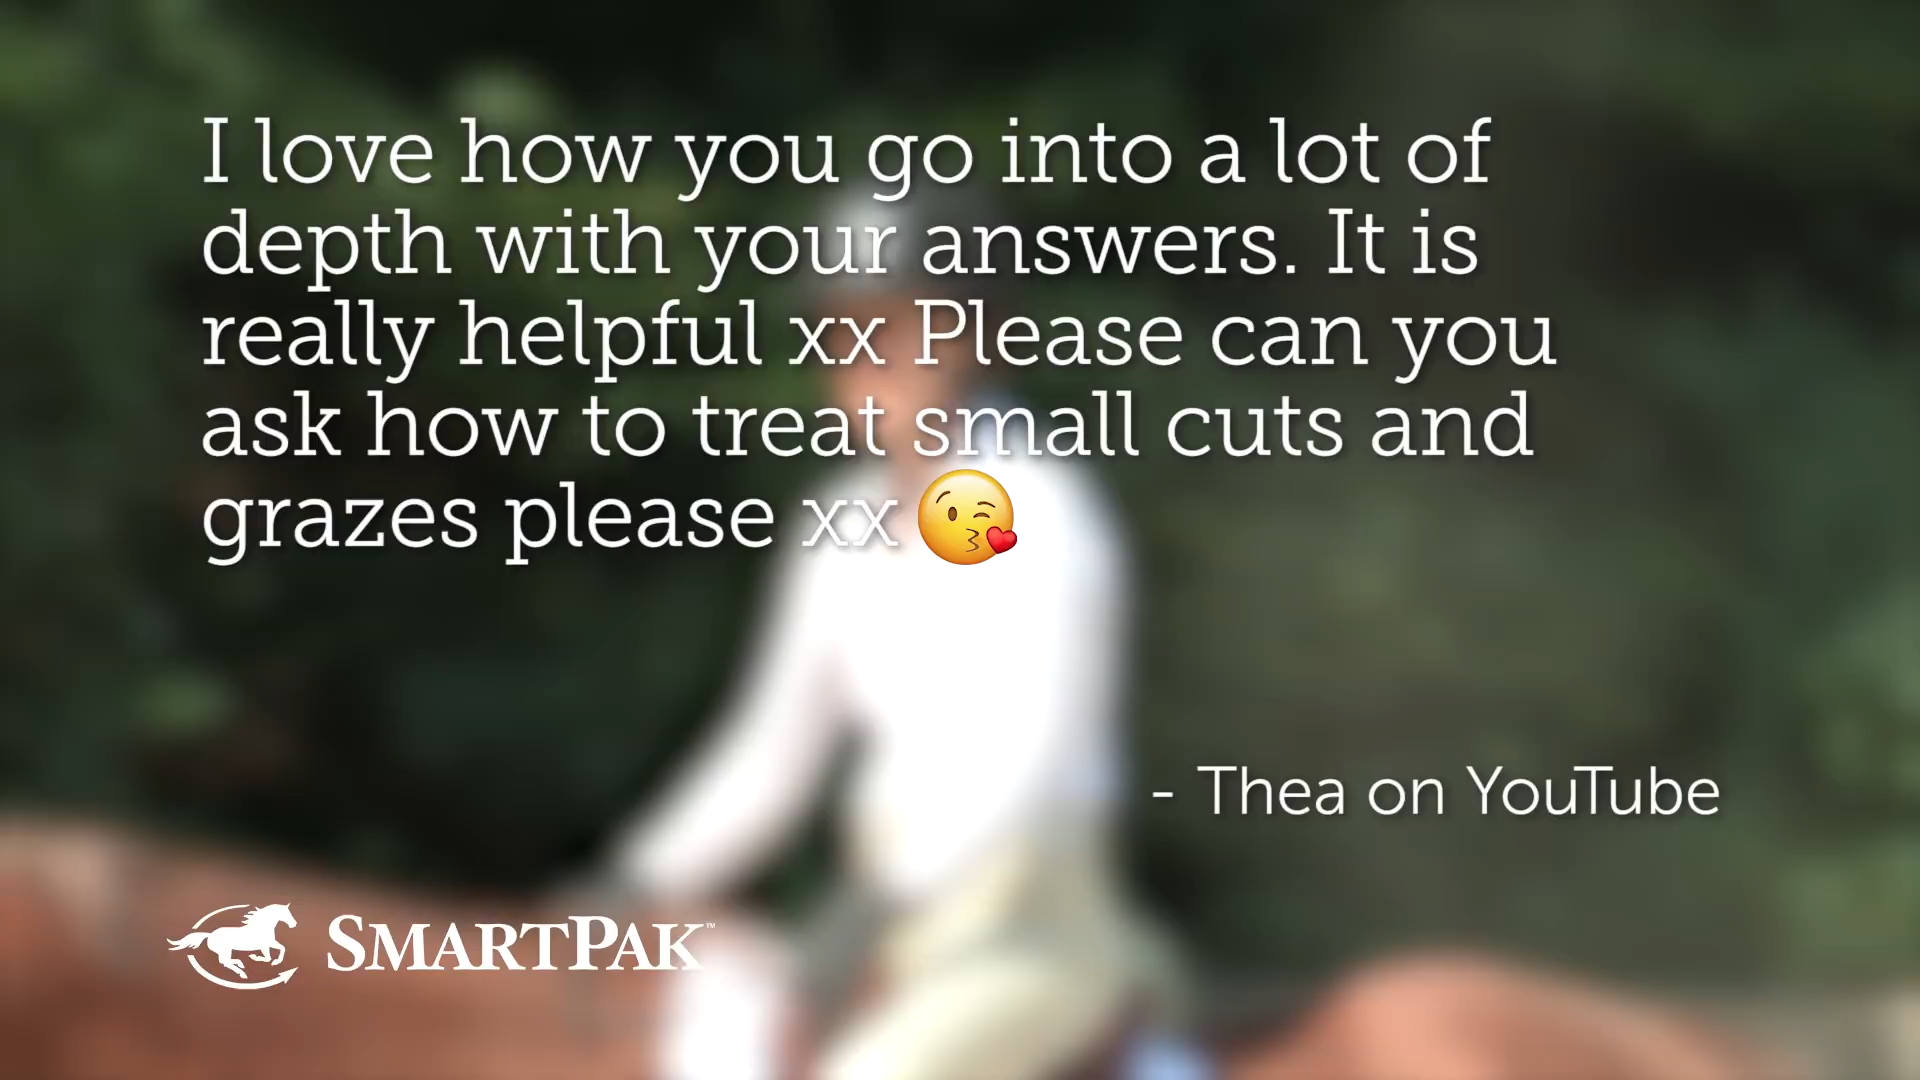 I love how you go into a lot of
depth with your answers. It is
really helpful xx Please can you
ask how to treat small cuts and
grazes please xx 😘
- Thea on YouTube
SMARTPAK™